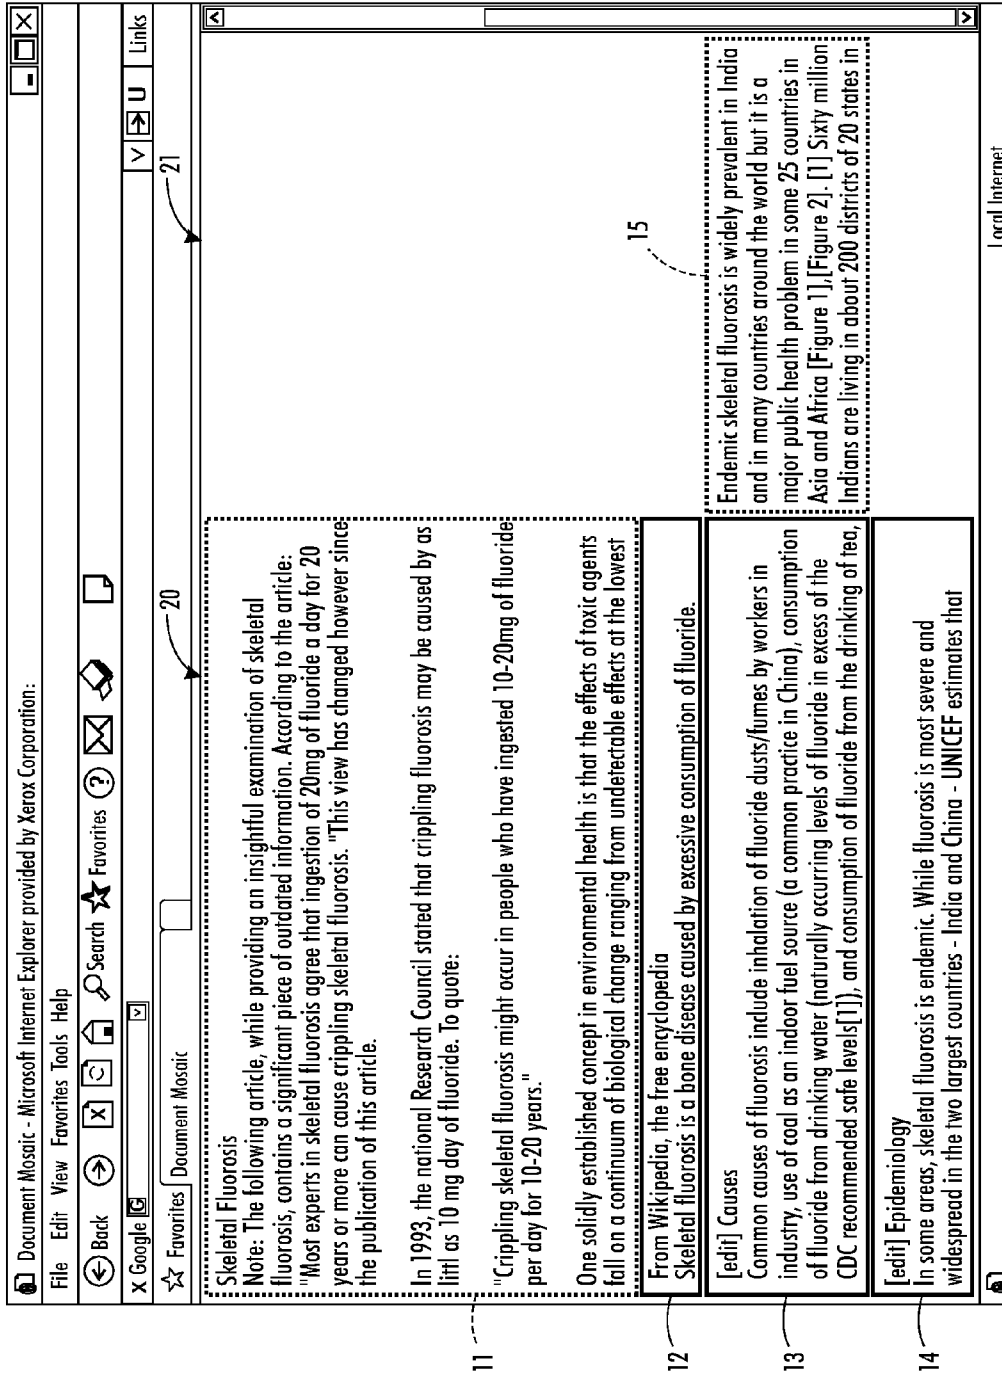 Document Mosaic - Microsoft Internet Explorer provided by Xerox Corporation:
File Edit View Favorites Tools Help
Back X Search Favorites ?
X Google G V V U Links
Favorites Document Mosaic
20
21
Skeletal Fluorosis
Note: The following article, while providing an insightful examination of skeletal
fluorosis, contains a significant piece of outdated information. According to the article:
"Most experts in skeletal fluorosis agree that ingestion of 20mg of fluoride a day for 20
years or more can cause crippling skeletal fluorosis. "This view has changed however since
the publication of this article.
In 1993, the national Research Council stated that crippling fluorosis may be caused by as
littl as 10 mg day of fluoride. To quote:
"Crippling skeletal fluorosis might occur in people who have ingested 10-20mg of fluoride
per day for 10-20 years."
One solidly established concept in environmental health is that the effects of toxic agents
fall on a continuum of biological change ranging from undetectable effects at the lowest
11
From Wikipedia, the free encyclopedia
Skeletal fluorosis is a bone disease caused by excessive consumption of fluoride.
12
[edit] Causes
Common causes of fluorosis include inhalation of fluoride dusts/fumes by workers in
industry, use of coal as an indoor fuel source (a common practice in China), consumption
of fluoride from drinking water (naturally occurring levels of fluoride in excess of the
CDC recommended safe levels[1]), and consumption of fluoride from the drinking of tea,
13
15
Endemic skeletal fluorosis is widely prevalent in India
and in many countries around the world but it is a
major public health problem in some 25 countries in
Asia and Africa [Figure 1],[Figure 2]. [1] Sixty million
Indians are living in about 200 districts of 20 states in
[edit] Epidemiology
In some areas, skeletal fluorosis is endemic. While fluorosis is most severe and
widespread in the two largest countries - India and China - UNICEF estimates that
14
Local Internet